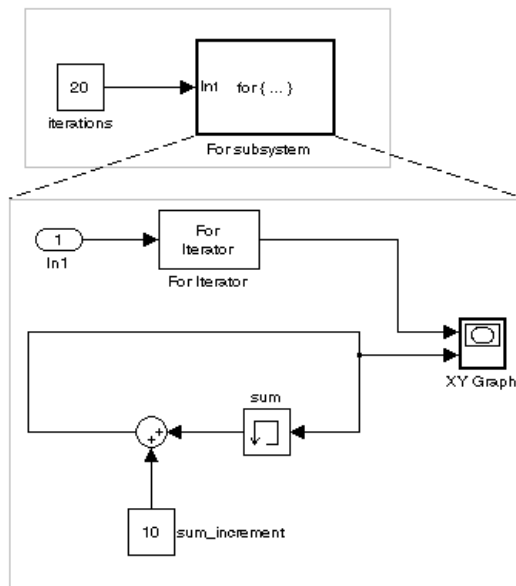 20
iterations
In1
for { ... }
For subsystem
1
In1
For
Iterator
For Iterator
XY Graph
sum
+
+
10
sum_increment